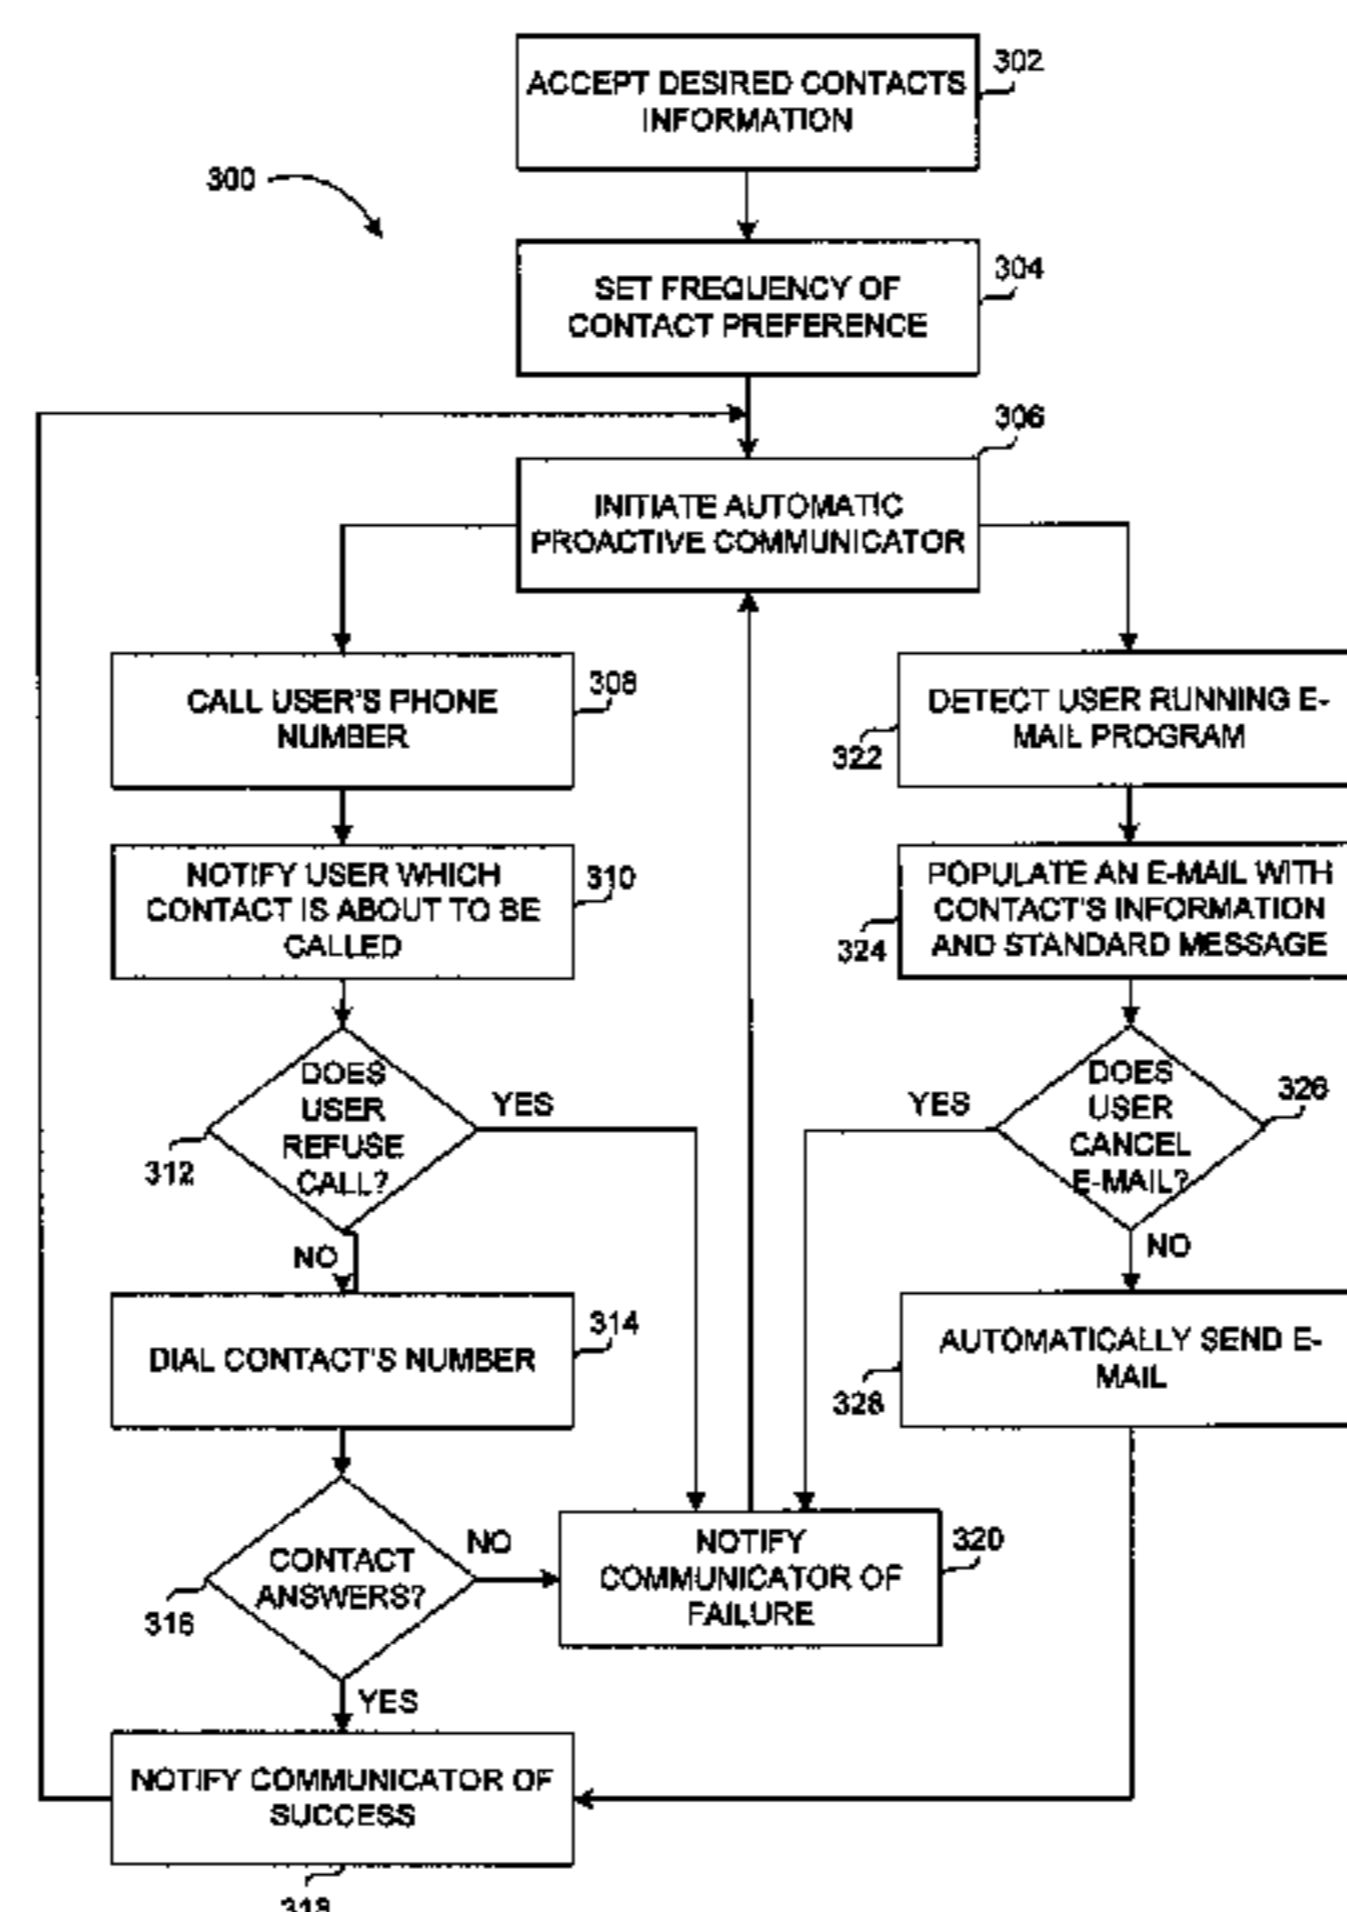 302
ACCEPT DESIRED CONTACTS
INFORMATION
300
304
SET FREQUENCY OF
CONTACT PREFERENCE
306
INITIATE AUTOMATIC
PROACTIVE COMMUNICATOR
308
CALL USER'S PHONE
NUMBER
DETECT USER RUNNING E-
MAIL PROGRAM
322
310
NOTIFY USER WHICH
CONTACT IS ABOUT TO BE
CALLED
POPULATE AN E-MAIL WITH
CONTACT'S INFORMATION
AND STANDARD MESSAGE
324
DOES
USER
REFUSE
CALL?
YES
312
NO
YES
DOES
USER
CANCEL
E-MAIL?
326
NO
314
DIAL CONTACT'S NUMBER
AUTOMATICALLY SEND E-
MAIL
328
CONTACT
ANSWERS?
NO
316
YES
NOTIFY
COMMUNICATOR OF
FAILURE
320
NOTIFY COMMUNICATOR OF
SUCCESS
318